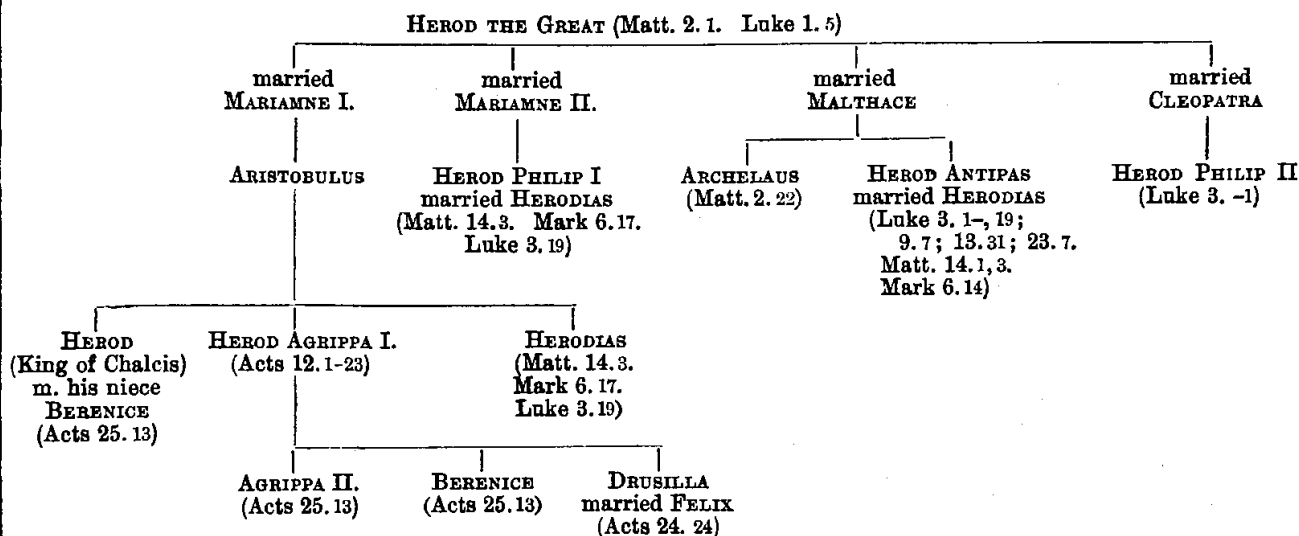 HEROD THE GREAT (Matt. 2. 1. Luke 1. 5)
married
MARIAMNE I.
married
MARIAMNE II.
married
MALTHACE
married
CLEOPATRA
ARISTOBULUS
HEROD PHILIP I
married HERODIAS
(Matt. 14. 3. Mark 6. 17.
Luke 3. 19)
ARCHELAUS
(Matt. 2. 22)
HEROD ANTIPAS
married HERODIAS
(Luke 3. 1-, 19;
9. 7; 13. 31; 23. 7.
Matt. 14. 1, 3.
Mark 6. 14)
HEROD PHILIP II
(Luke 3. -1)
HEROD
(King of Chalcis)
m. his niece
BERENICE
(Acts 25. 13)
HEROD AGRIPPA I.
(Acts 12. 1-23)
HERODIAS
(Matt. 14. 3.
Mark 6. 17.
Luke 3. 19)
AGRIPPA II.
(Acts 25. 13)
BERENICE
(Acts 25. 13)
DRUSILLA
married FELIX
(Acts 24. 24)